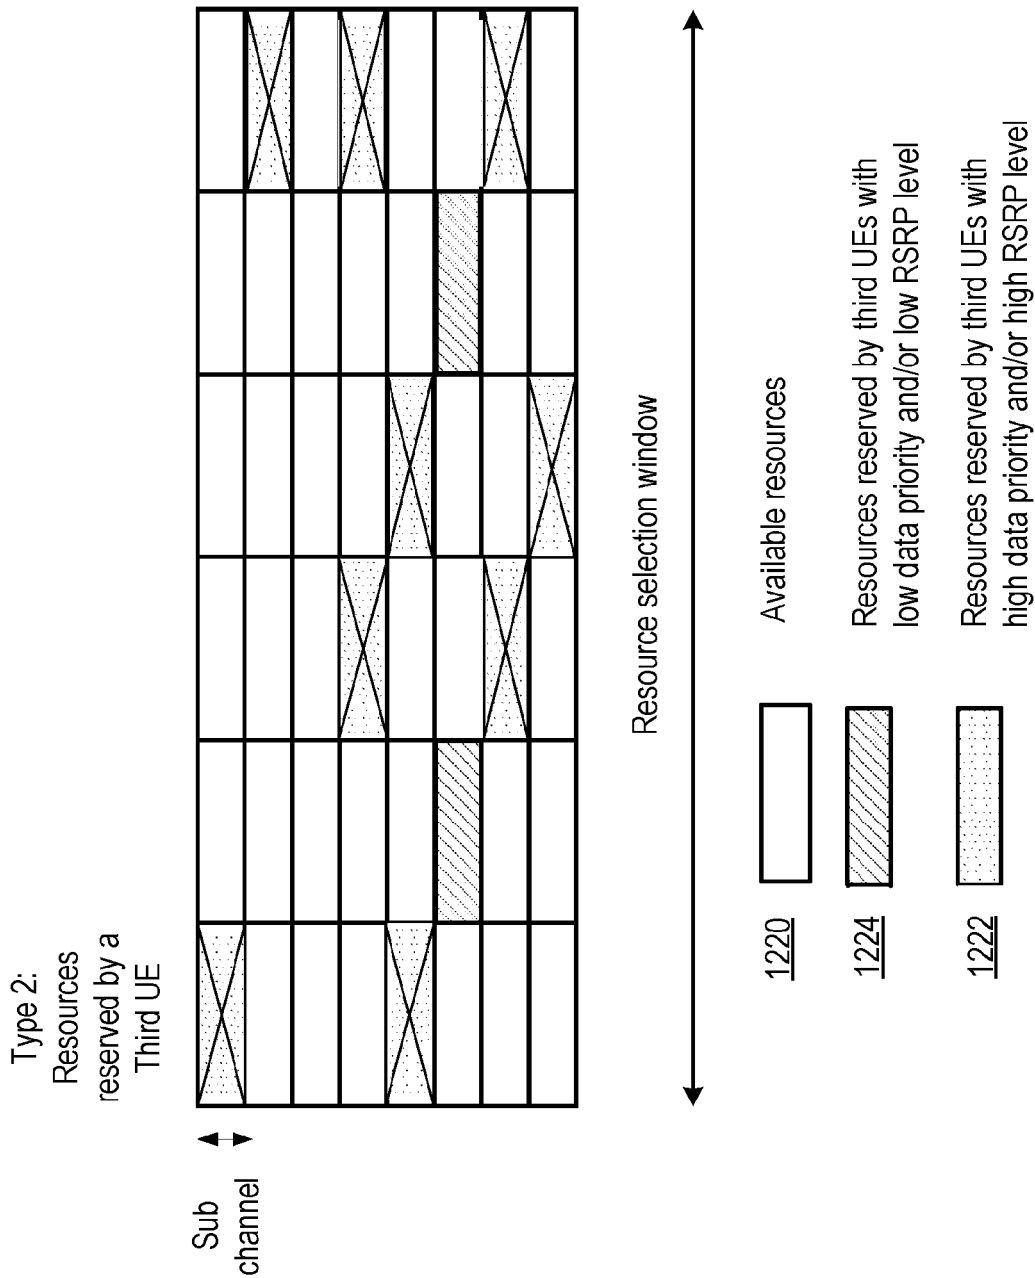 Type 2:
Resources
reserved by a
Third UE
Sub
channel
Resource selection window
1220
Available resources
1224
Resources reserved by third UEs with
low data priority and/or low RSRP level
1222
Resources reserved by third UEs with
high data priority and/or high RSRP level